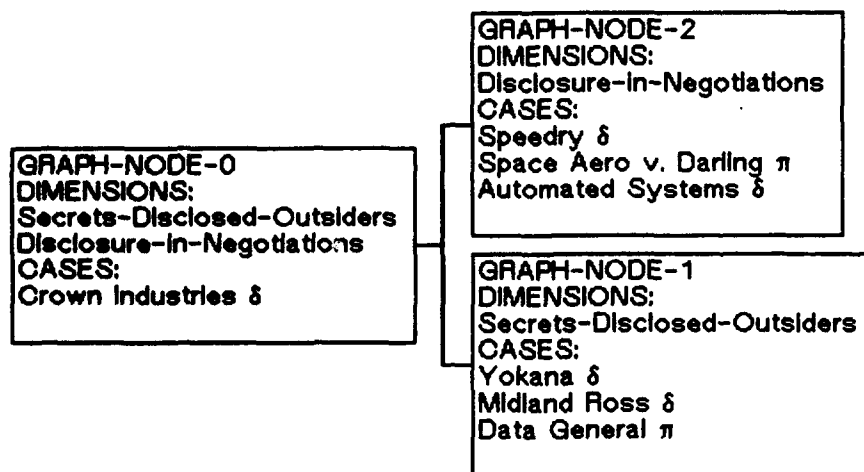 GRAPH-NODE-0
DIMENSIONS:
Secrets-Disclosed-Outsiders
Disclosure-in-Negotiations
CASES:
Crown Industries δ
GRAPH-NODE-2
DIMENSIONS:
Disclosure-in-Negotiations
CASES:
Speedry δ
Space Aero v. Darling π
Automated Systems δ
GRAPH-NODE-1
DIMENSIONS:
Secrets-Disclosed-Outsiders
CASES:
Yokana δ
Midland Ross δ
Data General π